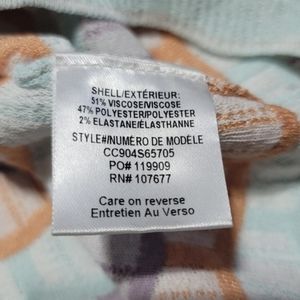 SHELL/EXTÉRIEUR:
51% VISCOSE/VISCOSE
47% POLYESTER/POLYESTER
2% ELASTANE/ÉLASTHANNE
STYLE#/NUMÉRO DE MODÈLE
CC904S65705
PO# 119909
RN# 107677
Care on reverse
Entretien Au Verso